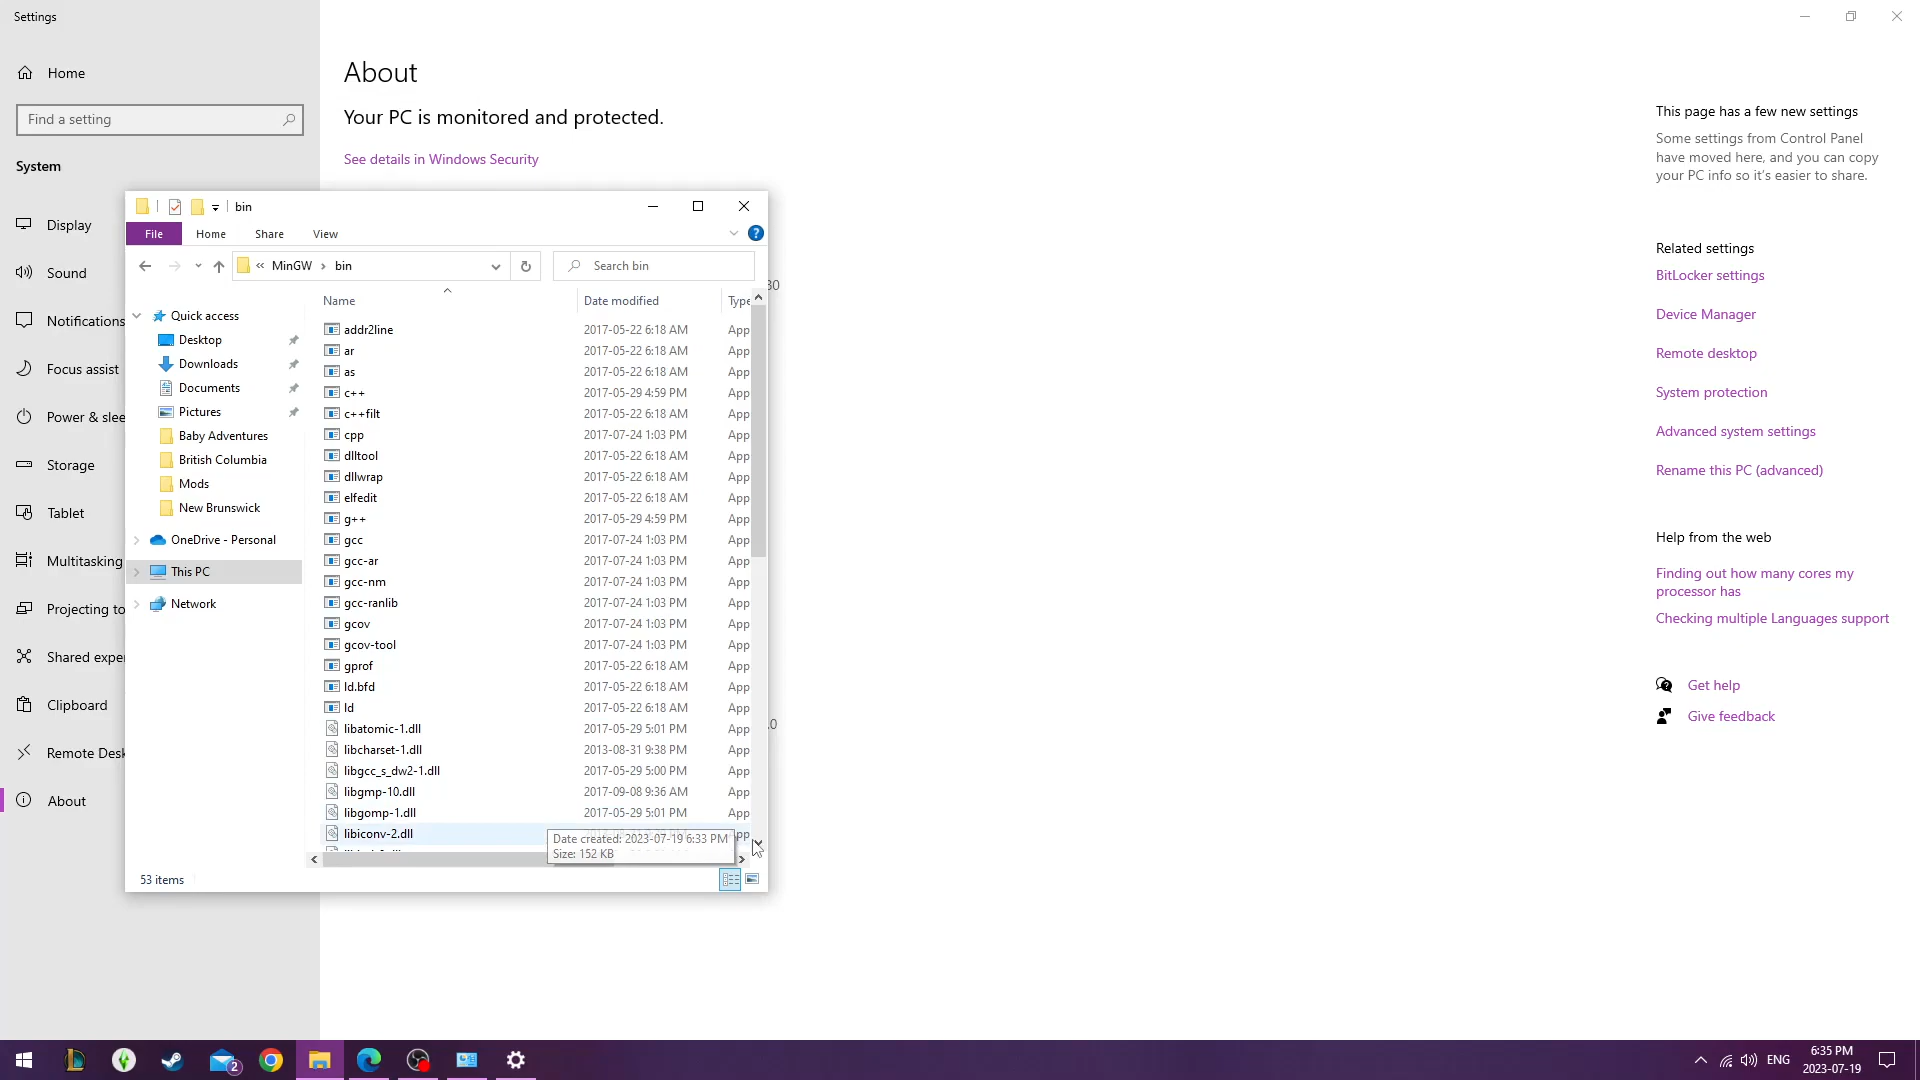 Settings
Home
Find a setting
System
Display
Sound
Notifications
Focus assist
Power & slee
Storage
Tablet
Multitasking
Projecting to
Shared expe
Clipboard
Remote Desk
About
About
Your PC is monitored and protected.
See details in Windows Security
30
.0
bin
File
Home
Share
View
?
« MinGW › bin
Search bin
Quick access
Desktop
Downloads
Documents
Pictures
Baby Adventures
British Columbia
Mods
New Brunswick
OneDrive - Personal
This PC
Network
Name Date modified Type
addr2line 2017-05-22 6:18 AM App
ar 2017-05-22 6:18 AM App
as 2017-05-22 6:18 AM App
c++ 2017-05-29 4:59 PM App
c++filt 2017-05-22 6:18 AM App
cpp 2017-07-24 1:03 PM App
dlltool 2017-05-22 6:18 AM App
dllwrap 2017-05-22 6:18 AM App
elfedit 2017-05-22 6:18 AM App
g++ 2017-05-29 4:59 PM App
gcc 2017-07-24 1:03 PM App
gcc-ar 2017-07-24 1:03 PM App
gcc-nm 2017-07-24 1:03 PM App
gcc-ranlib 2017-07-24 1:03 PM App
gcov 2017-07-24 1:03 PM App
gcov-tool 2017-07-24 1:03 PM App
gprof 2017-05-22 6:18 AM App
ld.bfd 2017-05-22 6:18 AM App
ld 2017-05-22 6:18 AM App
libatomic-1.dll 2017-05-29 5:01 PM App
libcharset-1.dll 2013-08-31 9:38 PM App
libgcc_s_dw2-1.dll 2017-05-29 5:00 PM App
libgmp-10.dll 2017-09-08 9:36 AM App
libgomp-1.dll 2017-05-29 5:01 PM App
libiconv-2.dll App
Date created: 2023-07-19 6:33 PM
Size: 152 KB
53 items
This page has a few new settings
Some settings from Control Panel
have moved here, and you can copy
your PC info so it's easier to share.
Related settings
BitLocker settings
Device Manager
Remote desktop
System protection
Advanced system settings
Rename this PC (advanced)
Help from the web
Finding out how many cores my
processor has
Checking multiple Languages support
Get help
Give feedback
2
ENG
6:35 PM
2023-07-19